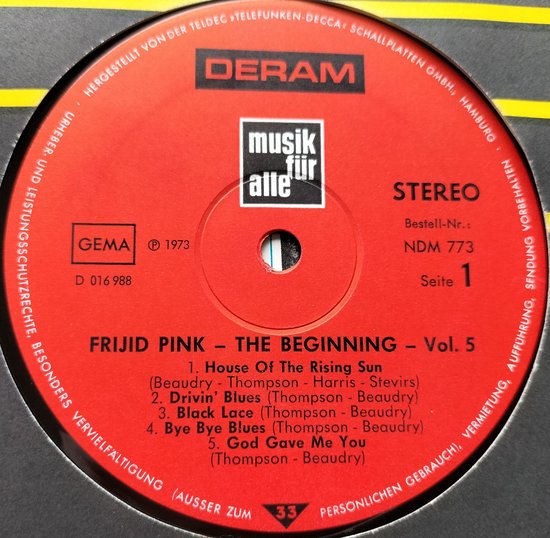 HERGESTELLT VON DER TELDEC »TELEFUNKEN-DECCA« SCHALLPLATTEN GMBH., HAMBURG ·
URHEBER- UND LEISTUNGSSCHUTZRECHTE, BESONDERS VERVIELFÄLTIGUNG (AUSSER ZUM PERSÖNLICHEN GEBRAUCH), VERMIETUNG, AUFFÜHRUNG, SENDUNG VORBEHALTEN ·
DERAM
musik
für
alle
STEREO
Bestell-Nr.:
NDM 773
Seite 1
GEMA
℗ 1973
D 016 988
FRIJID PINK – THE BEGINNING – Vol. 5
1. House Of The Rising Sun
(Beaudry - Thompson - Harris - Stevirs)
2. Drivin' Blues (Thompson - Beaudry)
3. Black Lace (Thompson - Beaudry)
4. Bye Bye Blues (Thompson - Beaudry)
5. God Gave Me You
(Thompson - Beaudry)
33